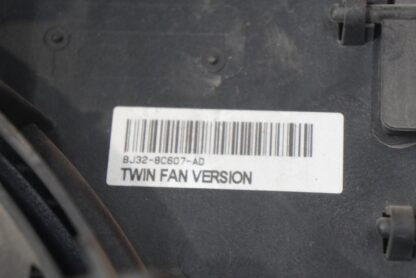 BJ32-8C607-AD
TWIN FAN VERSION